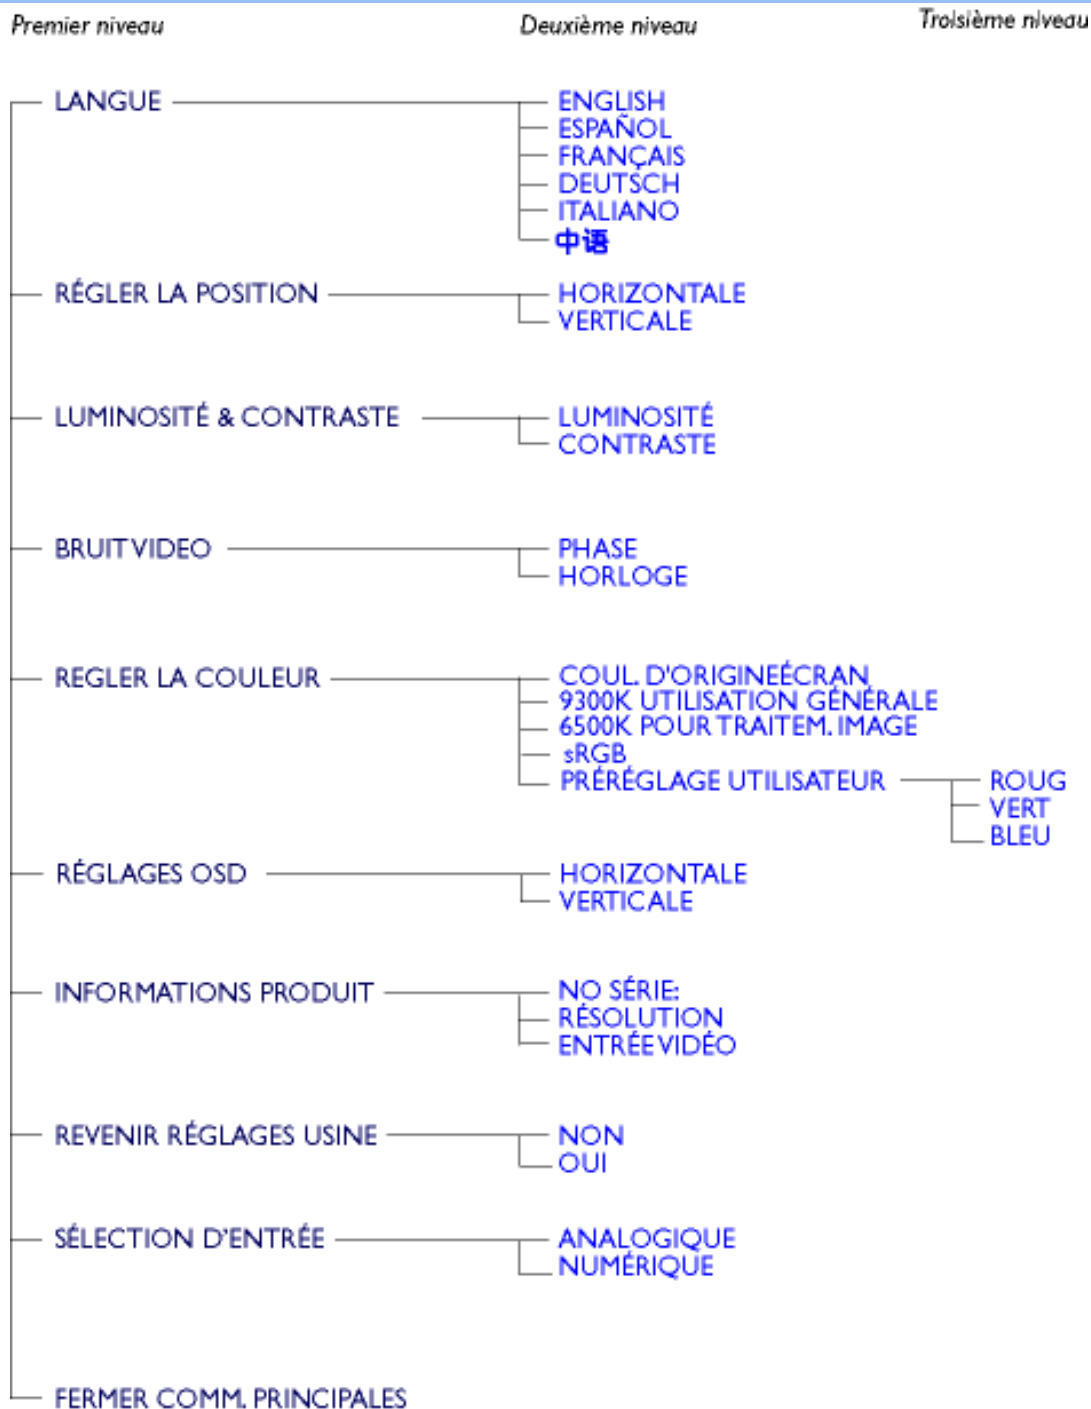 Premier niveau Deuxième niveau Troisième niveau
LANGUE ENGLISH
ESPAÑOL
FRANÇAIS
DEUTSCH
ITALIANO
中语
RÉGLER LA POSITION HORIZONTALE
VERTICALE
LUMINOSITÉ & CONTRASTE LUMINOSITÉ
CONTRASTE
BRUIT VIDEO PHASE
HORLOGE
REGLER LA COULEUR COUL. D'ORIGINEÉCRAN
9300K UTILISATION GÉNÉRALE
6500K POUR TRAITEM. IMAGE
sRGB
PRÉRÉGLAGE UTILISATEUR ROUG
VERT
BLEU
RÉGLAGES OSD HORIZONTALE
VERTICALE
INFORMATIONS PRODUIT NO SÉRIE:
RÉSOLUTION
ENTRÉE VIDÉO
REVENIR RÉGLAGES USINE NON
OUI
SÉLECTION D'ENTRÉE ANALOGIQUE
NUMÉRIQUE
FERMER COMM. PRINCIPALES